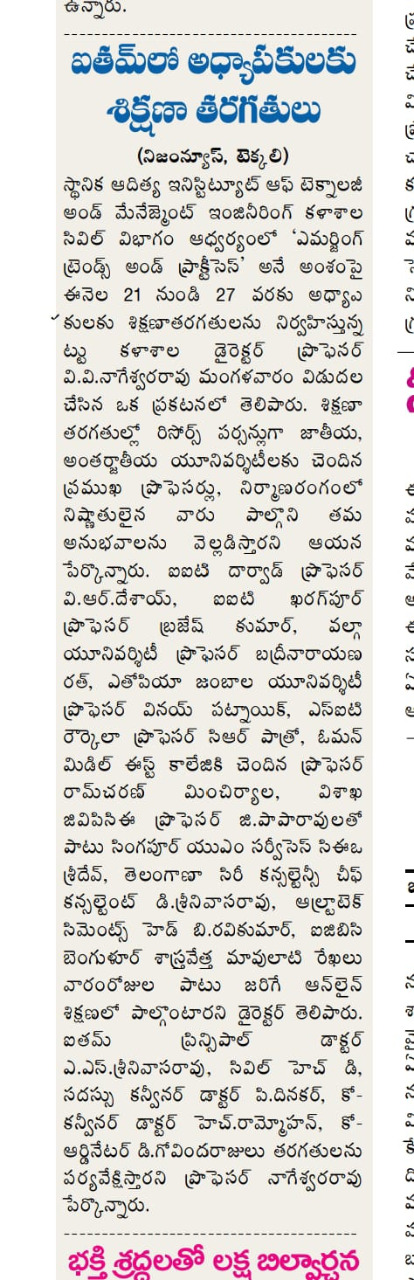 ఉన్నారు.
ఐతమ్‌లో అధ్యాపకులకు
శిక్షణా తరగతులు
(నిజంన్యూస్, టెక్కలి)
స్థానిక ఆదిత్య ఇనిస్టిట్యూట్ ఆఫ్ టెక్నాలజీ
అండ్ మేనేజ్మెంట్ ఇంజినీరింగ్ కళాశాల
సివిల్ విభాగం ఆధ్వర్యంలో 'ఎమర్జింగ్
ట్రెండ్స్ అండ్ ప్రాక్టీసెస్' అనే అంశంపై
ఈనెల 21 నుండి 27 వరకు అధ్యాప
కులకు శిక్షణాతరగతులను నిర్వహిస్తున్న
ట్టు కళాశాల డైరెక్టర్ ప్రొఫెసర్
వి.వి.నాగేశ్వరరావు మంగళవారం విడుదల
చేసిన ఒక ప్రకటనలో తెలిపారు. శిక్షణా
తరగతుల్లో రిసోర్స్ పర్సన్లుగా జాతీయ,
అంతర్జాతీయ యూనివర్శిటీలకు చెందిన
ప్రముఖ ప్రొఫెసర్లు, నిర్మాణరంగంలో
నిష్ణాతులైన వారు పాల్గొని తమ
అనుభవాలను వెల్లడిస్తారని ఆయన
పేర్కొన్నారు. ఐఐటి దార్వాడ్ ప్రొఫెసర్
వి.ఆర్.దేశాయ్, ఐఐటి ఖరగ్‌పూర్
ప్రొఫెసర్ బ్రజేష్ కుమార్, వల్గా
యూనివర్శిటీ ప్రొఫెసర్ బద్రీనారాయణ
రత్, ఎతోపియా జంబాల యూనివర్శిటీ
ప్రొఫెసర్ వినయ్ పట్నాయిక్, ఎస్ఐటి
రౌర్కెలా ప్రొఫెసర్ సిఆర్ పాత్రో, ఓమన్
మిడిల్ ఈస్ట్ కాలేజికి చెందిన ప్రొఫెసర్
రామ్‌చరణ్ మించిర్యాల, విశాఖ
జివిపిసిఈ ప్రొఫెసర్ జి.పాపారావులతో
పాటు సింగపూర్ యుఎం సర్వీసెస్ సిఈఒ
శ్రీదేవ్, తెలంగాణా సిరీ కన్సల్టెన్సీ చీఫ్
కన్సల్టెంట్ డి.శ్రీనివాసరావు, ఆల్ట్రాటెక్
సిమెంట్స్ హెడ్ బి.రవికుమార్, ఐజిబిసి
బెంగుళూర్ శాస్త్రవేత్త మావులాటి రేఖలు
వారంరోజుల పాటు జరిగే ఆన్‌లైన్
శిక్షణలో పాల్గొంటారని డైరెక్టర్ తెలిపారు.
ఐతమ్ ప్రిన్సిపాల్ డాక్టర్
ఎ.ఎస్.శ్రీనివాసరావు, సివిల్ హెచ్ డి,
సదస్సు కన్వీనర్ డాక్టర్ పి.దినకర్, కో-
కన్వీనర్ డాక్టర్ హెచ్.రామ్మోహన్, కో-
ఆర్డినేటర్ డి.గోవిందరాజులు తరగతులను
పర్యవేక్షిస్తారని ప్రొఫెసర్ నాగేశ్వరరావు
పేర్కొన్నారు.
భక్తి శ్రద్ధలతో లక్ష బిల్వార్చన